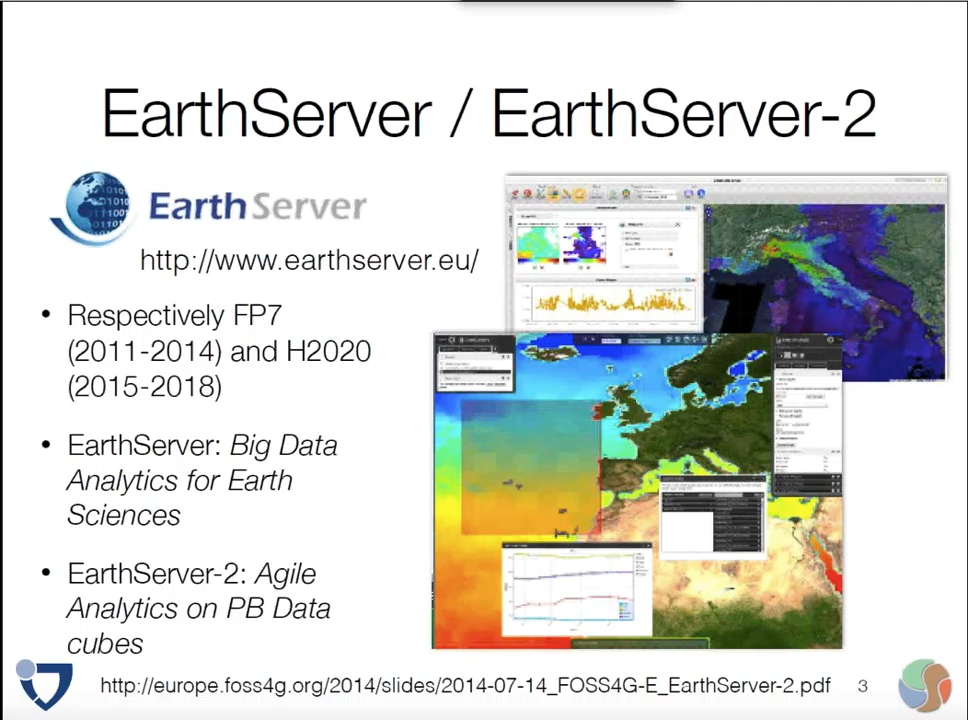 EarthServer / EarthServer-2
EarthServer
http://www.earthserver.eu/
• Respectively FP7
(2011-2014) and H2020
(2015-2018)
• EarthServer: Big Data
Analytics for Earth
Sciences
• EarthServer-2: Agile
Analytics on PB Data
cubes
http://europe.foss4g.org/2014/slides/2014-07-14_FOSS4G-E_EarthServer-2.pdf
3